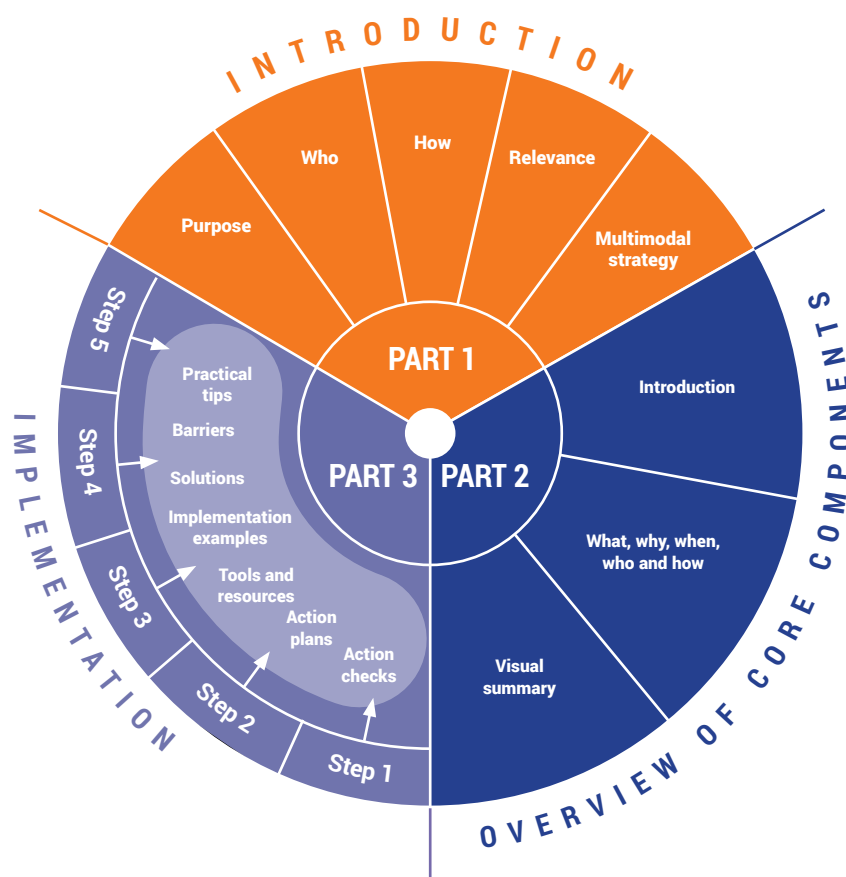 INTRODUCTION
Purpose
Who
How
Relevance
Multimodal
strategy
PART 1
OVERVIEW OF CORE COMPONENTS
PART 2
Introduction
What, why, when,
who and how
Visual
summary
IMPLEMENTATION
PART 3
Step 1
Step 2
Step 3
Step 4
Step 5
Practical
tips
Barriers
Solutions
Implementation
examples
Tools and
resources
Action
plans
Action
checks